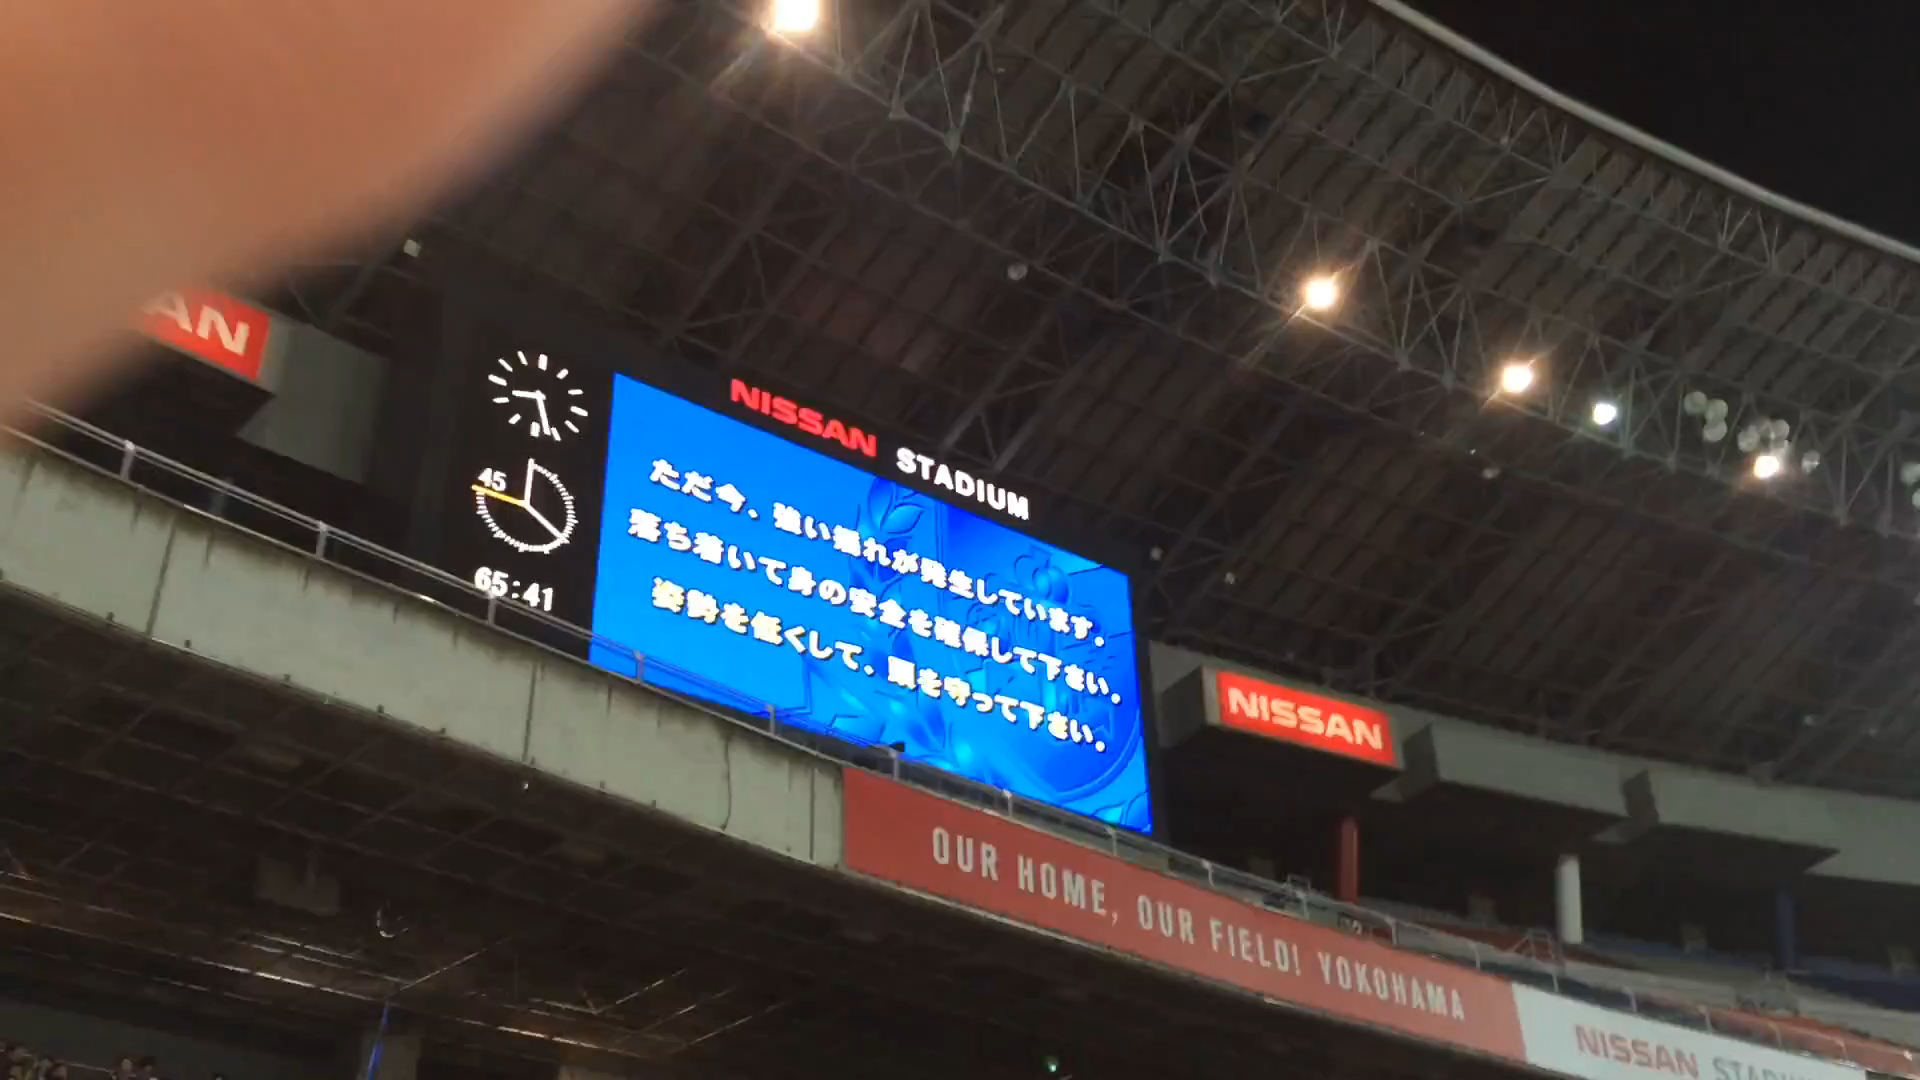 AN
NISSAN STADIUM
45
65:41
ただ今、強い揺れが発生しています。
落ち着いて身の安全を確保して下さい。
姿勢を低くして、頭を守って下さい。
NISSAN
OUR HOME, OUR FIELD! YOKOHAMA
NISSAN STADIU